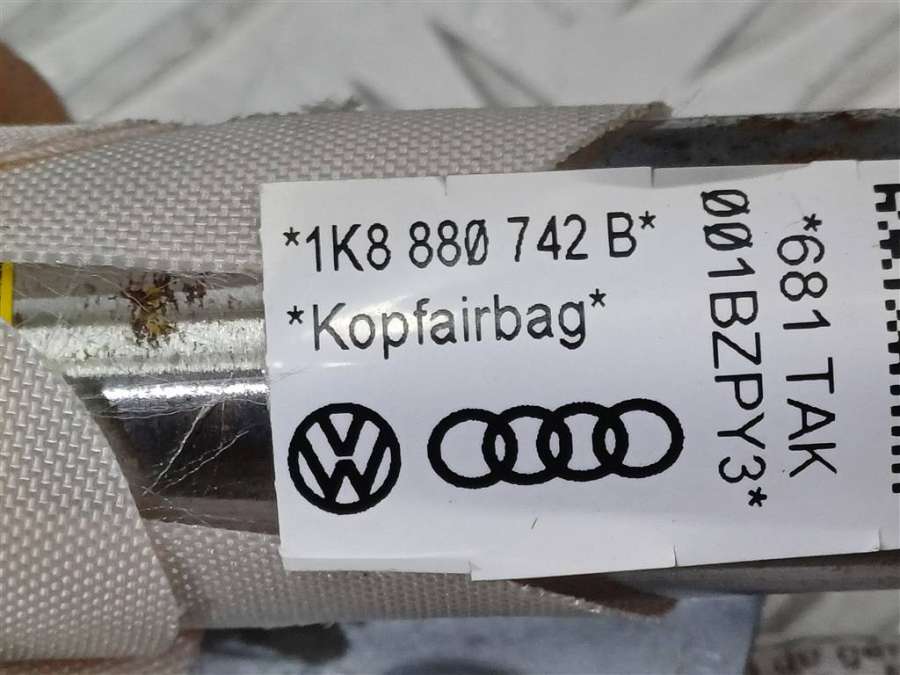 *1K8 880 742 B*
*Kopfairbag*
*681 TAK
001BZPY3*